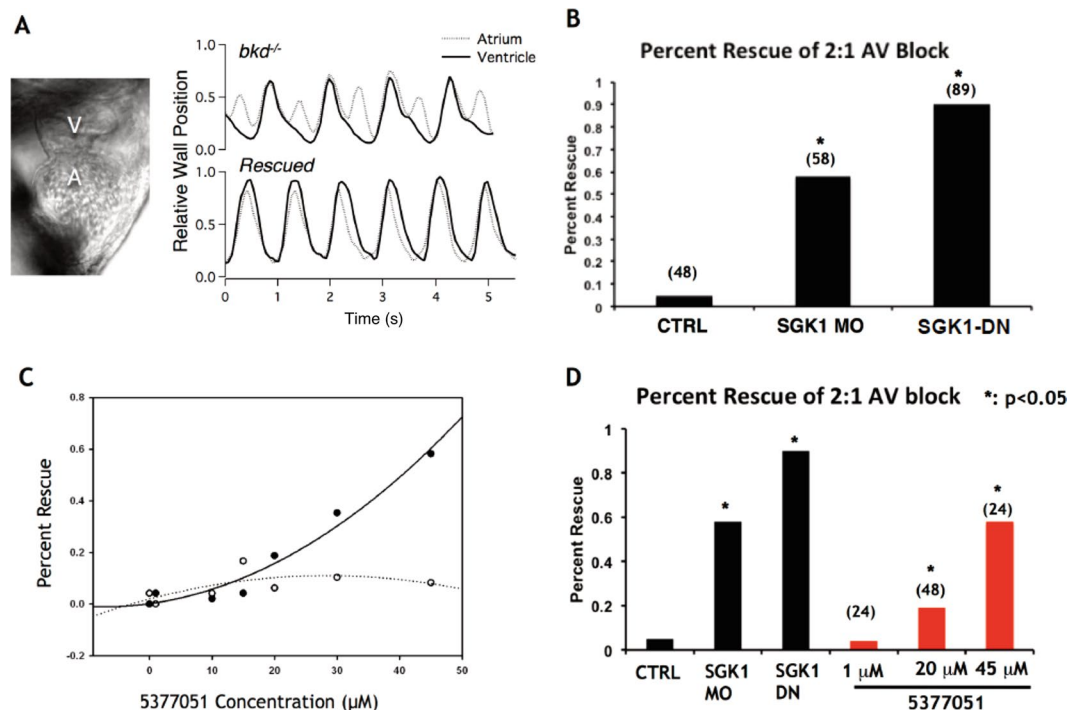 A
bkd-/-
Atrium
Ventricle
1.0
0.5
0.0
V
A
Relative Wall Position
Rescued
1.0
0.5
0.0
0 1 2 3 4 5
Time (s)
B
Percent Rescue of 2:1 AV Block
Percent Rescue
1
0.9
0.8
0.7
0.6
0.5
0.4
0.3
0.2
0.1
0
(48)
*
(58)
*
(89)
CTRL SGK1 MO SGK1-DN
C
Percent Rescue
0.8
0.6
0.4
0.2
0.0
-0.2
0 10 20 30 40 50
5377051 Concentration (µM)
D
Percent Rescue of 2:1 AV block
*: p<0.05
Percent Rescue
1
0.8
0.6
0.4
0.2
0
*
*
(24)
*
(48)
*
(24)
CTRL
SGK1
MO
SGK1
DN
1 µM 20 µM 45 µM
5377051